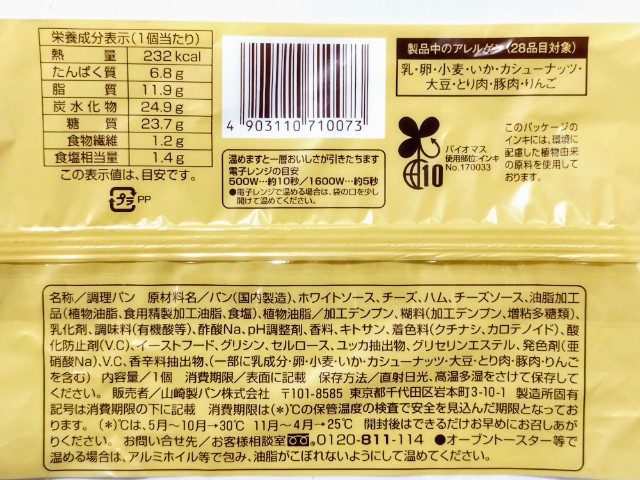 栄養成分表示(1個当たり)
熱量 232kcal
たんぱく質 6.8g
脂質 11.9g
炭水化物 24.9g
糖質 23.7g
食物繊維 1.2g
食塩相当量 1.4g
この表示値は、目安です。
プラ PP
4 903110 710073
温めますと一層おいしさが引きたちます
電子レンジの目安
500W…約10秒/1600W…約5秒
●電子レンジで温める場合は、袋の口を少し
開けて温めてください。
製品中のアレルゲン(28品目対象)
乳・卵・小麦・いか・カシューナッツ・
大豆・とり肉・豚肉・りんご
10
バイオマス
使用部位:インキ
No.170033
このパッケージの
インキには、環境に
配慮した植物由来
の原料を使用して
おります。
名称/調理パン 原材料名/パン(国内製造)、ホワイトソース、チーズ、ハム、チーズソース、油脂加工
品(植物油脂、食用精製加工油脂、食塩)、植物油脂/加工デンプン、糊料(加工デンプン、増粘多糖類)、
乳化剤、調味料(有機酸等)、酢酸Na、pH調整剤、香料、キトサン、着色料(クチナシ、カロテノイド)、酸
化防止剤(V.C)、イーストフード、グリシン、セルロース、ユッカ抽出物、グリセリンエステル、発色剤(亜
硝酸Na)、V.C、香辛料抽出物、(一部に乳成分・卵・小麦・いか・カシューナッツ・大豆・とり肉・豚肉・りんご
を含む) 内容量/1個 消費期限/表面に記載 保存方法/直射日光、高温多湿をさけて保存してく
ださい。 販売者/山崎製パン株式会社 〒101-8585 東京都千代田区岩本町3-10-1 製造所固有
記号は消費期限の下に記載 消費期限は(*)℃の保管温度の検査で安全を見込んだ期限となっており
ます。(*)℃は、5月~10月→30℃ 11月~4月→25℃ 開封後はできるだけお早めにお召しあが
りください。 お問い合せ先/お客様相談室 0120-811-114 ●オーブントースター等で
温める場合は、アルミホイル等で包み、油脂がこぼれないようにして温めてください。